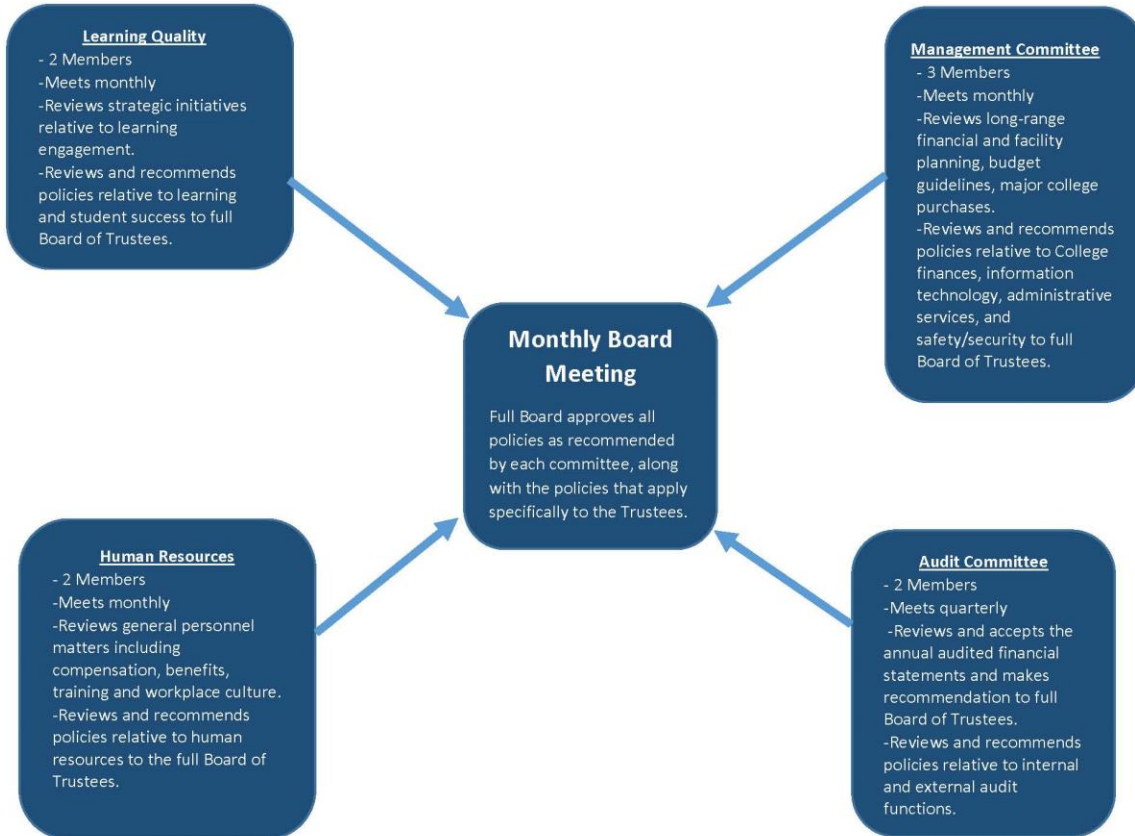 Learning Quality
- 2 Members
-Meets monthly
-Reviews strategic initiatives
relative to learning
engagement.
-Reviews and recommends
policies relative to learning
and student success to full
Board of Trustees.
Management Committee
- 3 Members
-Meets monthly
-Reviews long-range
financial and facility
planning, budget
guidelines, major college
purchases.
-Reviews and recommends
policies relative to College
finances, information
technology, administrative
services, and
safety/security to full
Board of Trustees.
Monthly Board
Meeting
Full Board approves all
policies as recommended
by each committee, along
with the policies that apply
specifically to the Trustees.
Human Resources
- 2 Members
-Meets monthly
-Reviews general personnel
matters including
compensation, benefits,
training and workplace culture.
-Reviews and recommends
policies relative to human
resources to the full Board of
Trustees.
Audit Committee
- 2 Members
-Meets quarterly
-Reviews and accepts the
annual audited financial
statements and makes
recommendation to full
Board of Trustees.
-Reviews and recommends
policies relative to internal
and external audit
functions.